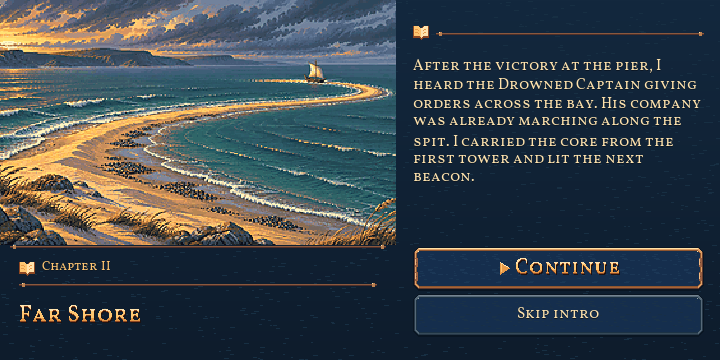 Chapter II
Far Shore
After the victory at the pier, I
heard the Drowned Captain giving
orders across the bay. His company
was already marching along the
spit. I carried the core from the
first tower and lit the next
beacon.
Continue
Skip intro